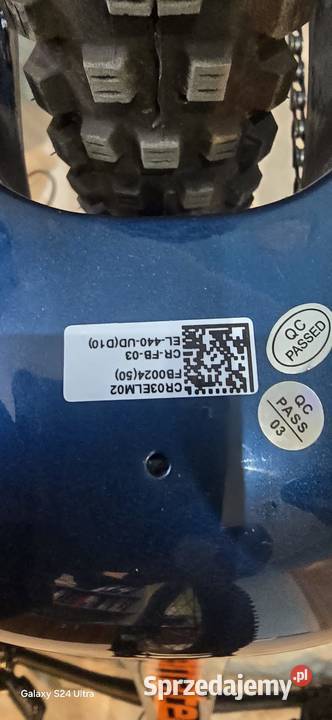 CR03ELM02
FB0024(50)
CR-FB-03
EL-440-UD(D10)
QC
PASSED
QC
PASS
03
Galaxy S24 Ultra
Sprzedajemy.pl